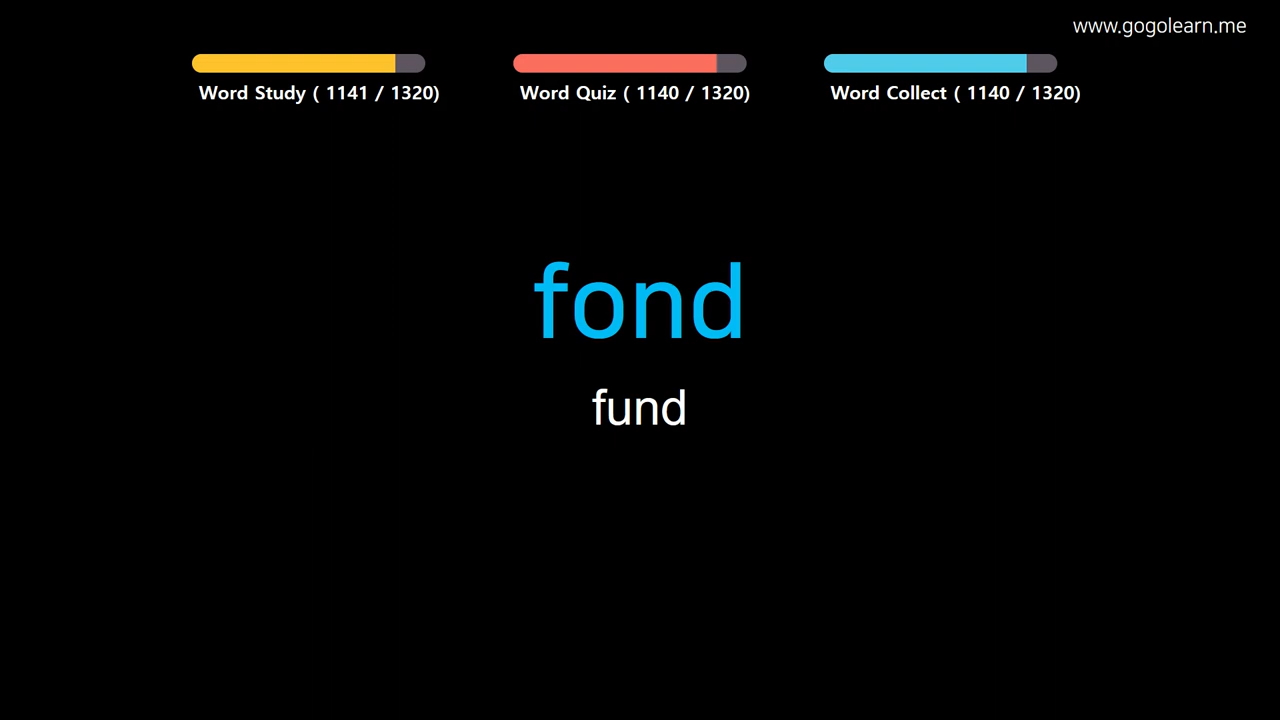 www.gogolearn.me
Word Study ( 1141 / 1320)
Word Quiz ( 1140 / 1320)
Word Collect ( 1140 / 1320)
fond
fund